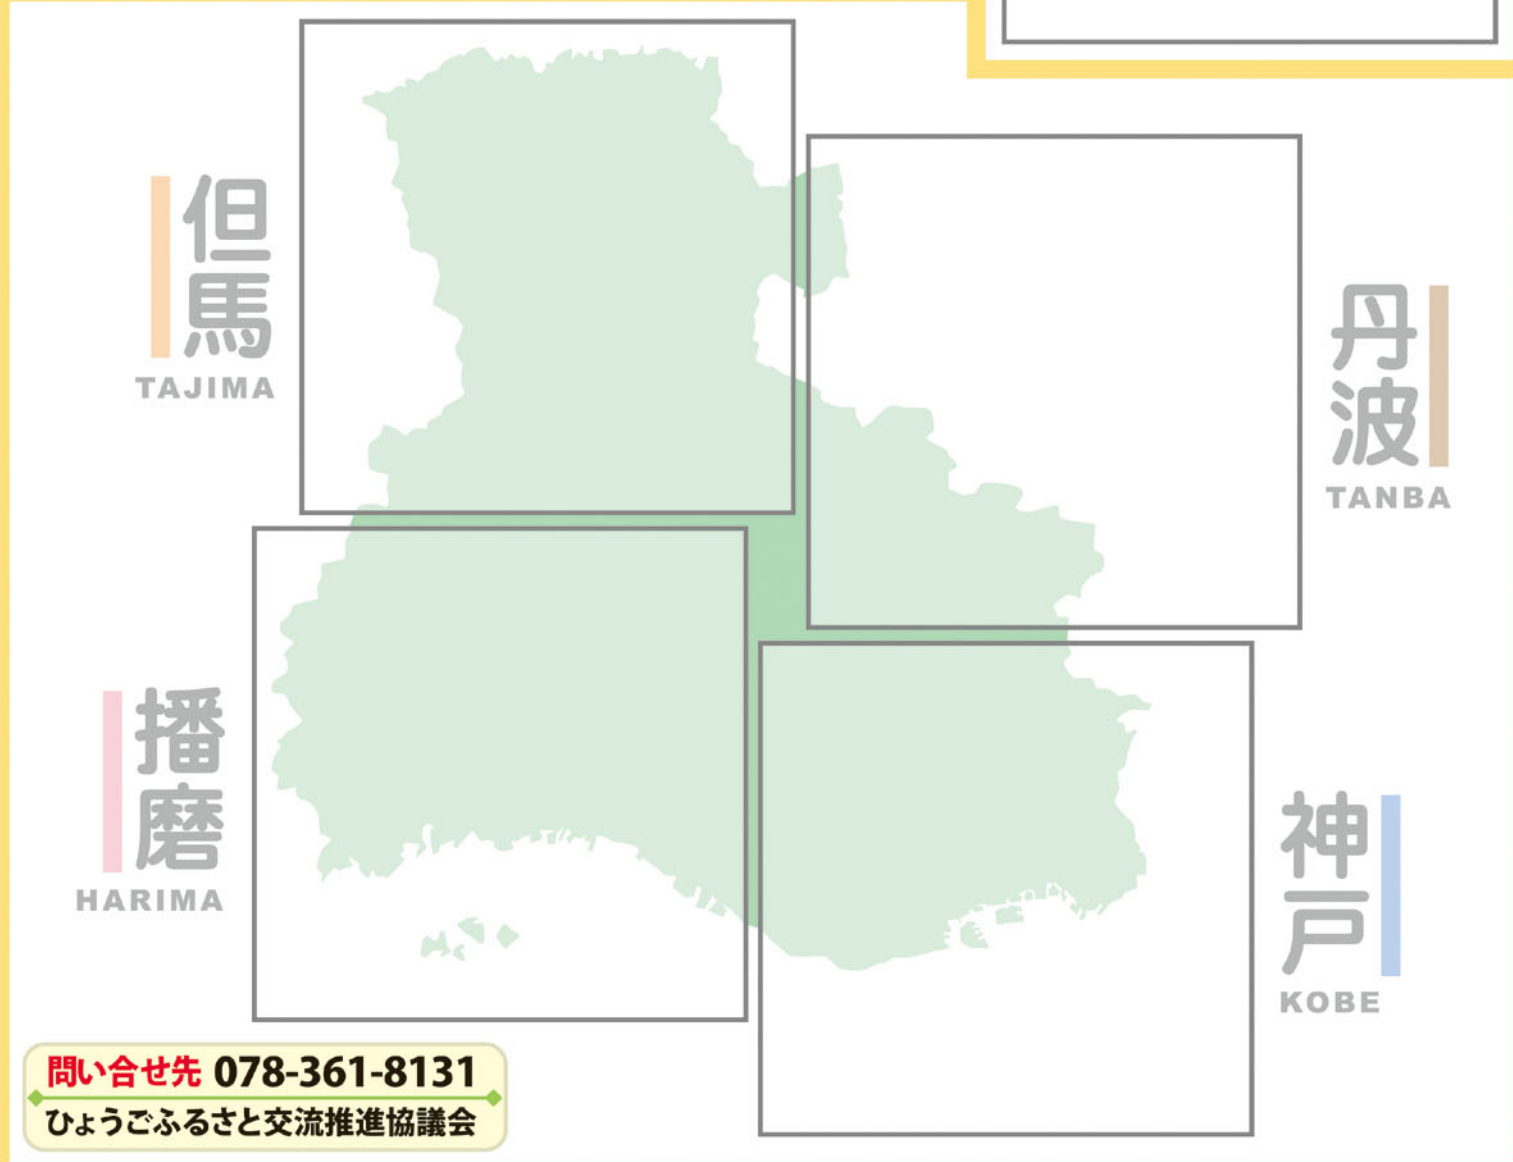 但馬
TAJIMA
丹波
TANBA
播磨
HARIMA
神戸
KOBE
問い合せ先 078-361-8131
ひょうごふるさと交流推進協議会